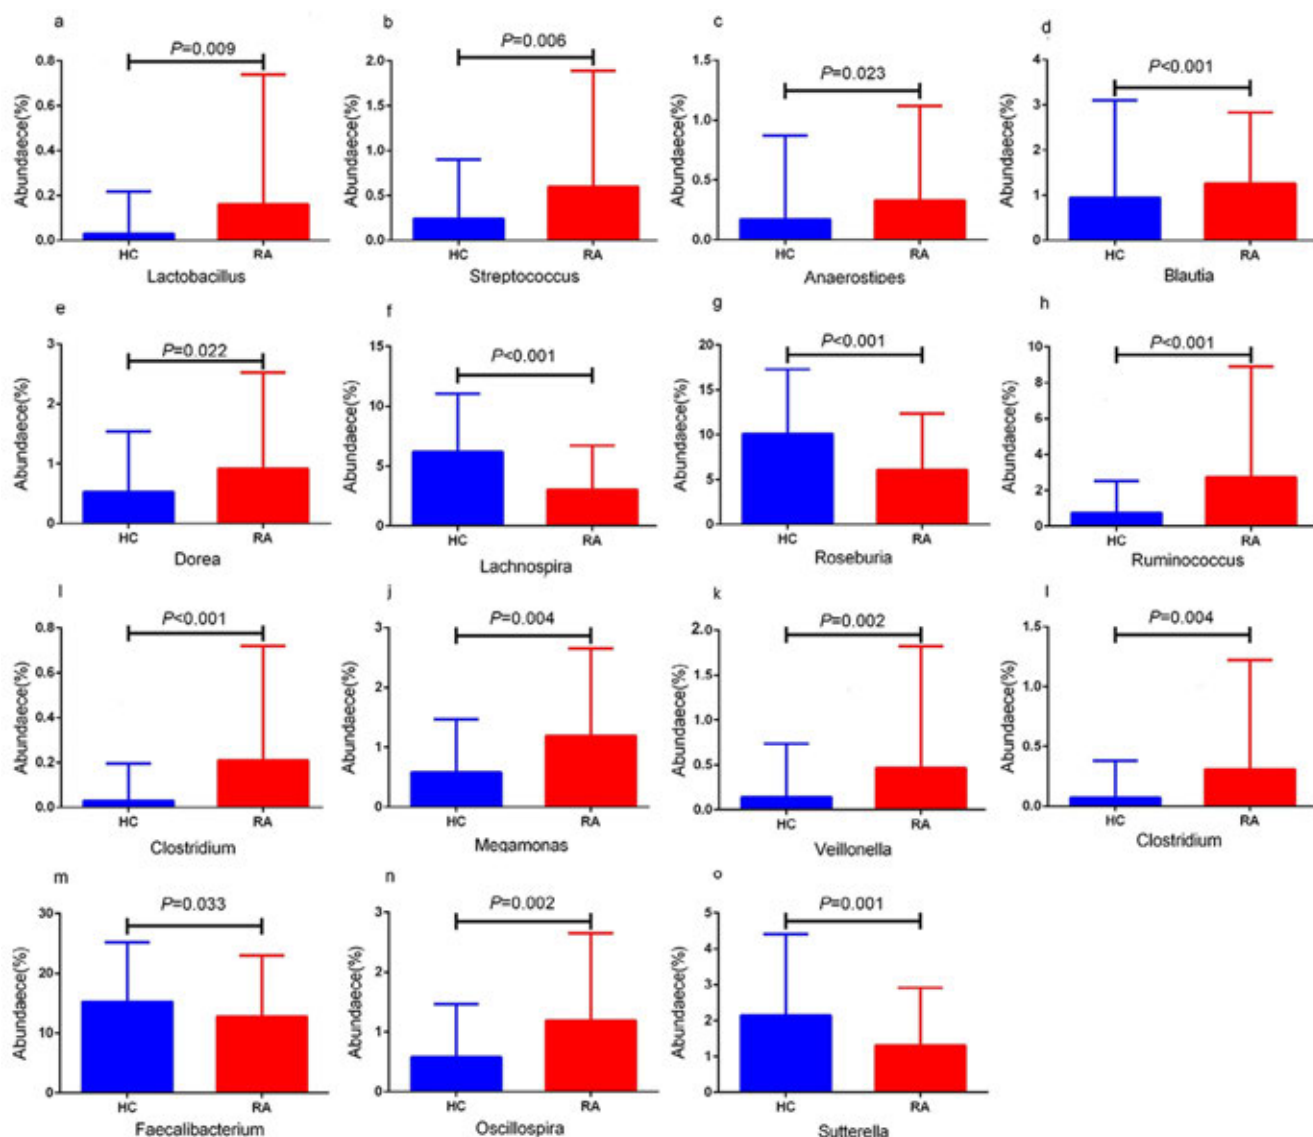 a
P=0.009
Abundaece(%)
0.8
0.6
0.4
0.2
0.0
HC RA
Lactobacillus
b
P=0.006
Abundaece(%)
2.0
1.5
1.0
0.5
0.0
HC RA
Streptococcus
c
P=0.023
Abundaece(%)
1.5
1.0
0.5
0.0
HC RA
Anaerostipes
d
P<0.001
Abundaece(%)
4
3
2
1
0
HC RA
Blautia
e
P=0.022
Abundaece(%)
3
2
1
0
HC RA
Dorea
f
P<0.001
Abundaece(%)
15
10
5
0
HC RA
Lachnospira
g
P<0.001
Abundaece(%)
20
15
10
5
0
HC RA
Roseburia
h
P<0.001
Abundaece(%)
10
8
6
4
2
0
HC RA
Ruminococcus
I
P<0.001
Abundaece(%)
0.8
0.6
0.4
0.2
0.0
HC RA
Clostridium
j
P=0.004
Abundaece(%)
3
2
1
0
HC RA
Megamonas
k
P=0.002
Abundaece(%)
2.0
1.5
1.0
0.5
0.0
HC RA
Veillonella
l
P=0.004
Abundaece(%)
1.5
1.0
0.5
0.0
HC RA
Clostridium
m
P=0.033
Abundaece(%)
30
20
10
0
HC RA
Faecalibacterium
n
P=0.002
Abundaece(%)
3
2
1
0
HC RA
Oscillospira
o
P=0.001
Abundaece(%)
5
4
3
2
1
0
HC RA
Sutterella